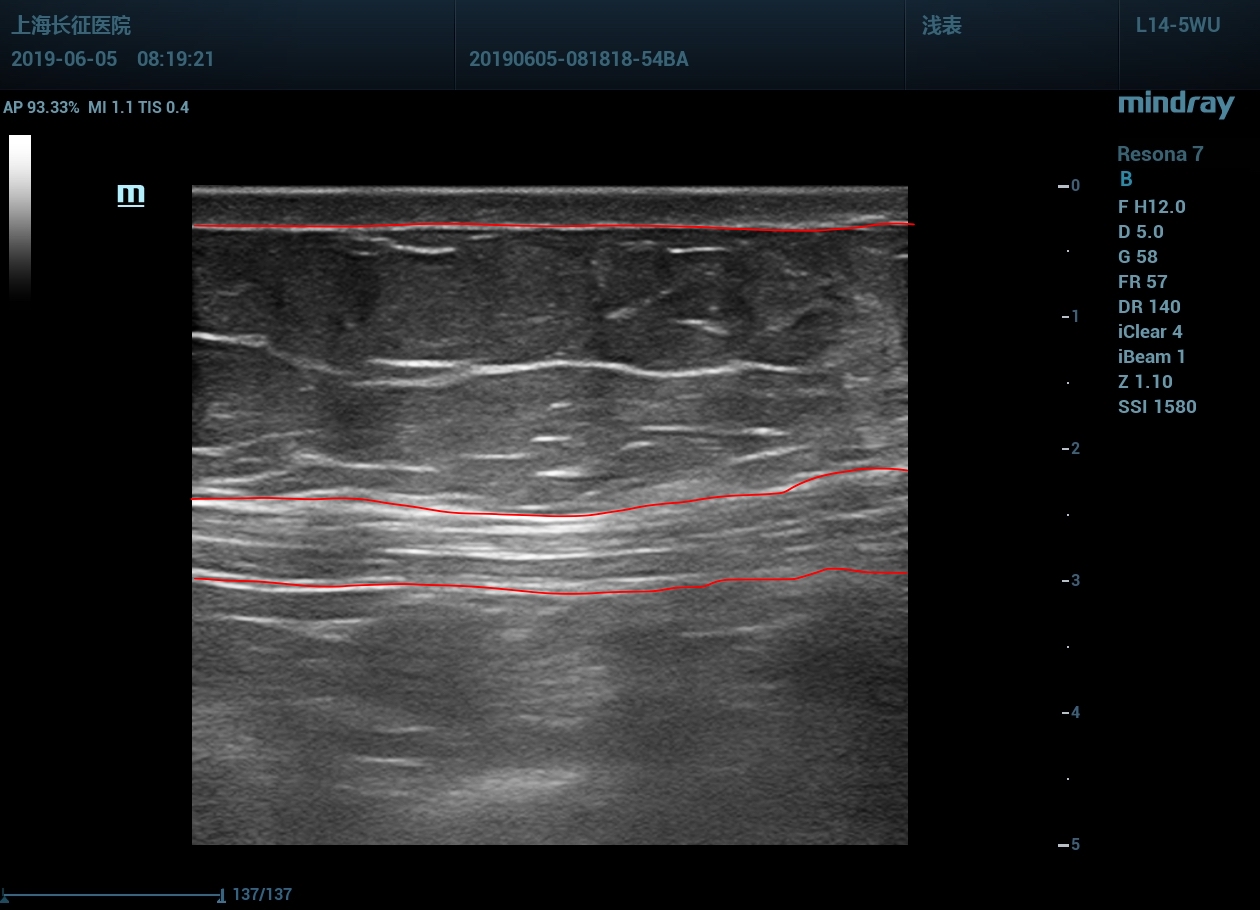 上海长征医院
2019-06-05 08:19:21
20190605-081818-54BA
浅表
L14-5WU
AP 93.33% MI 1.1 TIS 0.4
mindray
Resona 7
m
B
F H12.0
D 5.0
G 58
FR 57
DR 140
iClear 4
iBeam 1
Z 1.10
SSI 1580
0
1
2
3
4
5
137/137